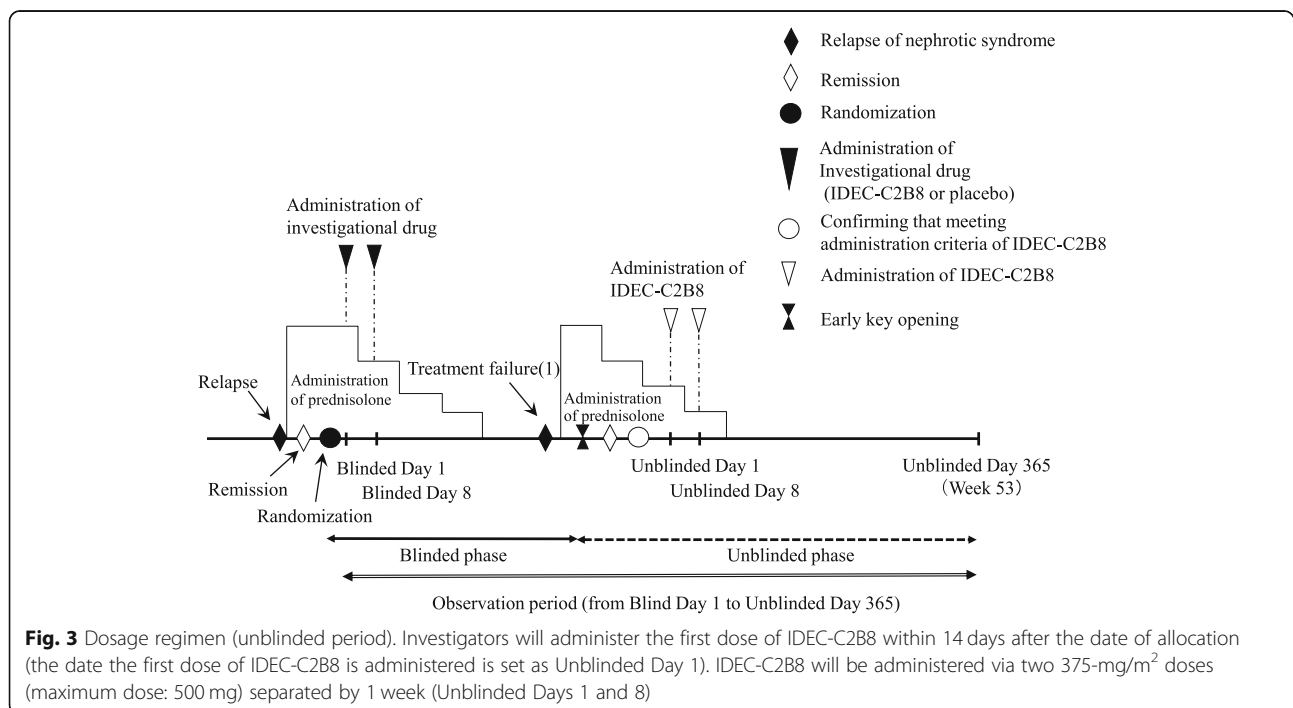 Relapse of nephrotic syndrome
Remission
Randomization
Administration of
Investigational drug
(IDEC-C2B8 or placebo)
Confirming that meeting
administration criteria of IDEC-C2B8
Administration of IDEC-C2B8
Early key opening
Administration of
investigational drug
Administration of
IDEC-C2B8
Treatment failure(1)
Relapse
Administration
of prednisolone
Administration
of prednisolone
Remission
Randomization
Blinded Day 1
Blinded Day 8
Unblinded Day 1
Unblinded Day 8
Unblinded Day 365
(Week 53)
Blinded phase
Unblinded phase
Observation period (from Blind Day 1 to Unblinded Day 365)
Fig. 3 Dosage regimen (unblinded period). Investigators will administer the first dose of IDEC-C2B8 within 14 days after the date of allocation
(the date the first dose of IDEC-C2B8 is administered is set as Unblinded Day 1). IDEC-C2B8 will be administered via two 375-mg/m² doses
(maximum dose: 500 mg) separated by 1 week (Unblinded Days 1 and 8)